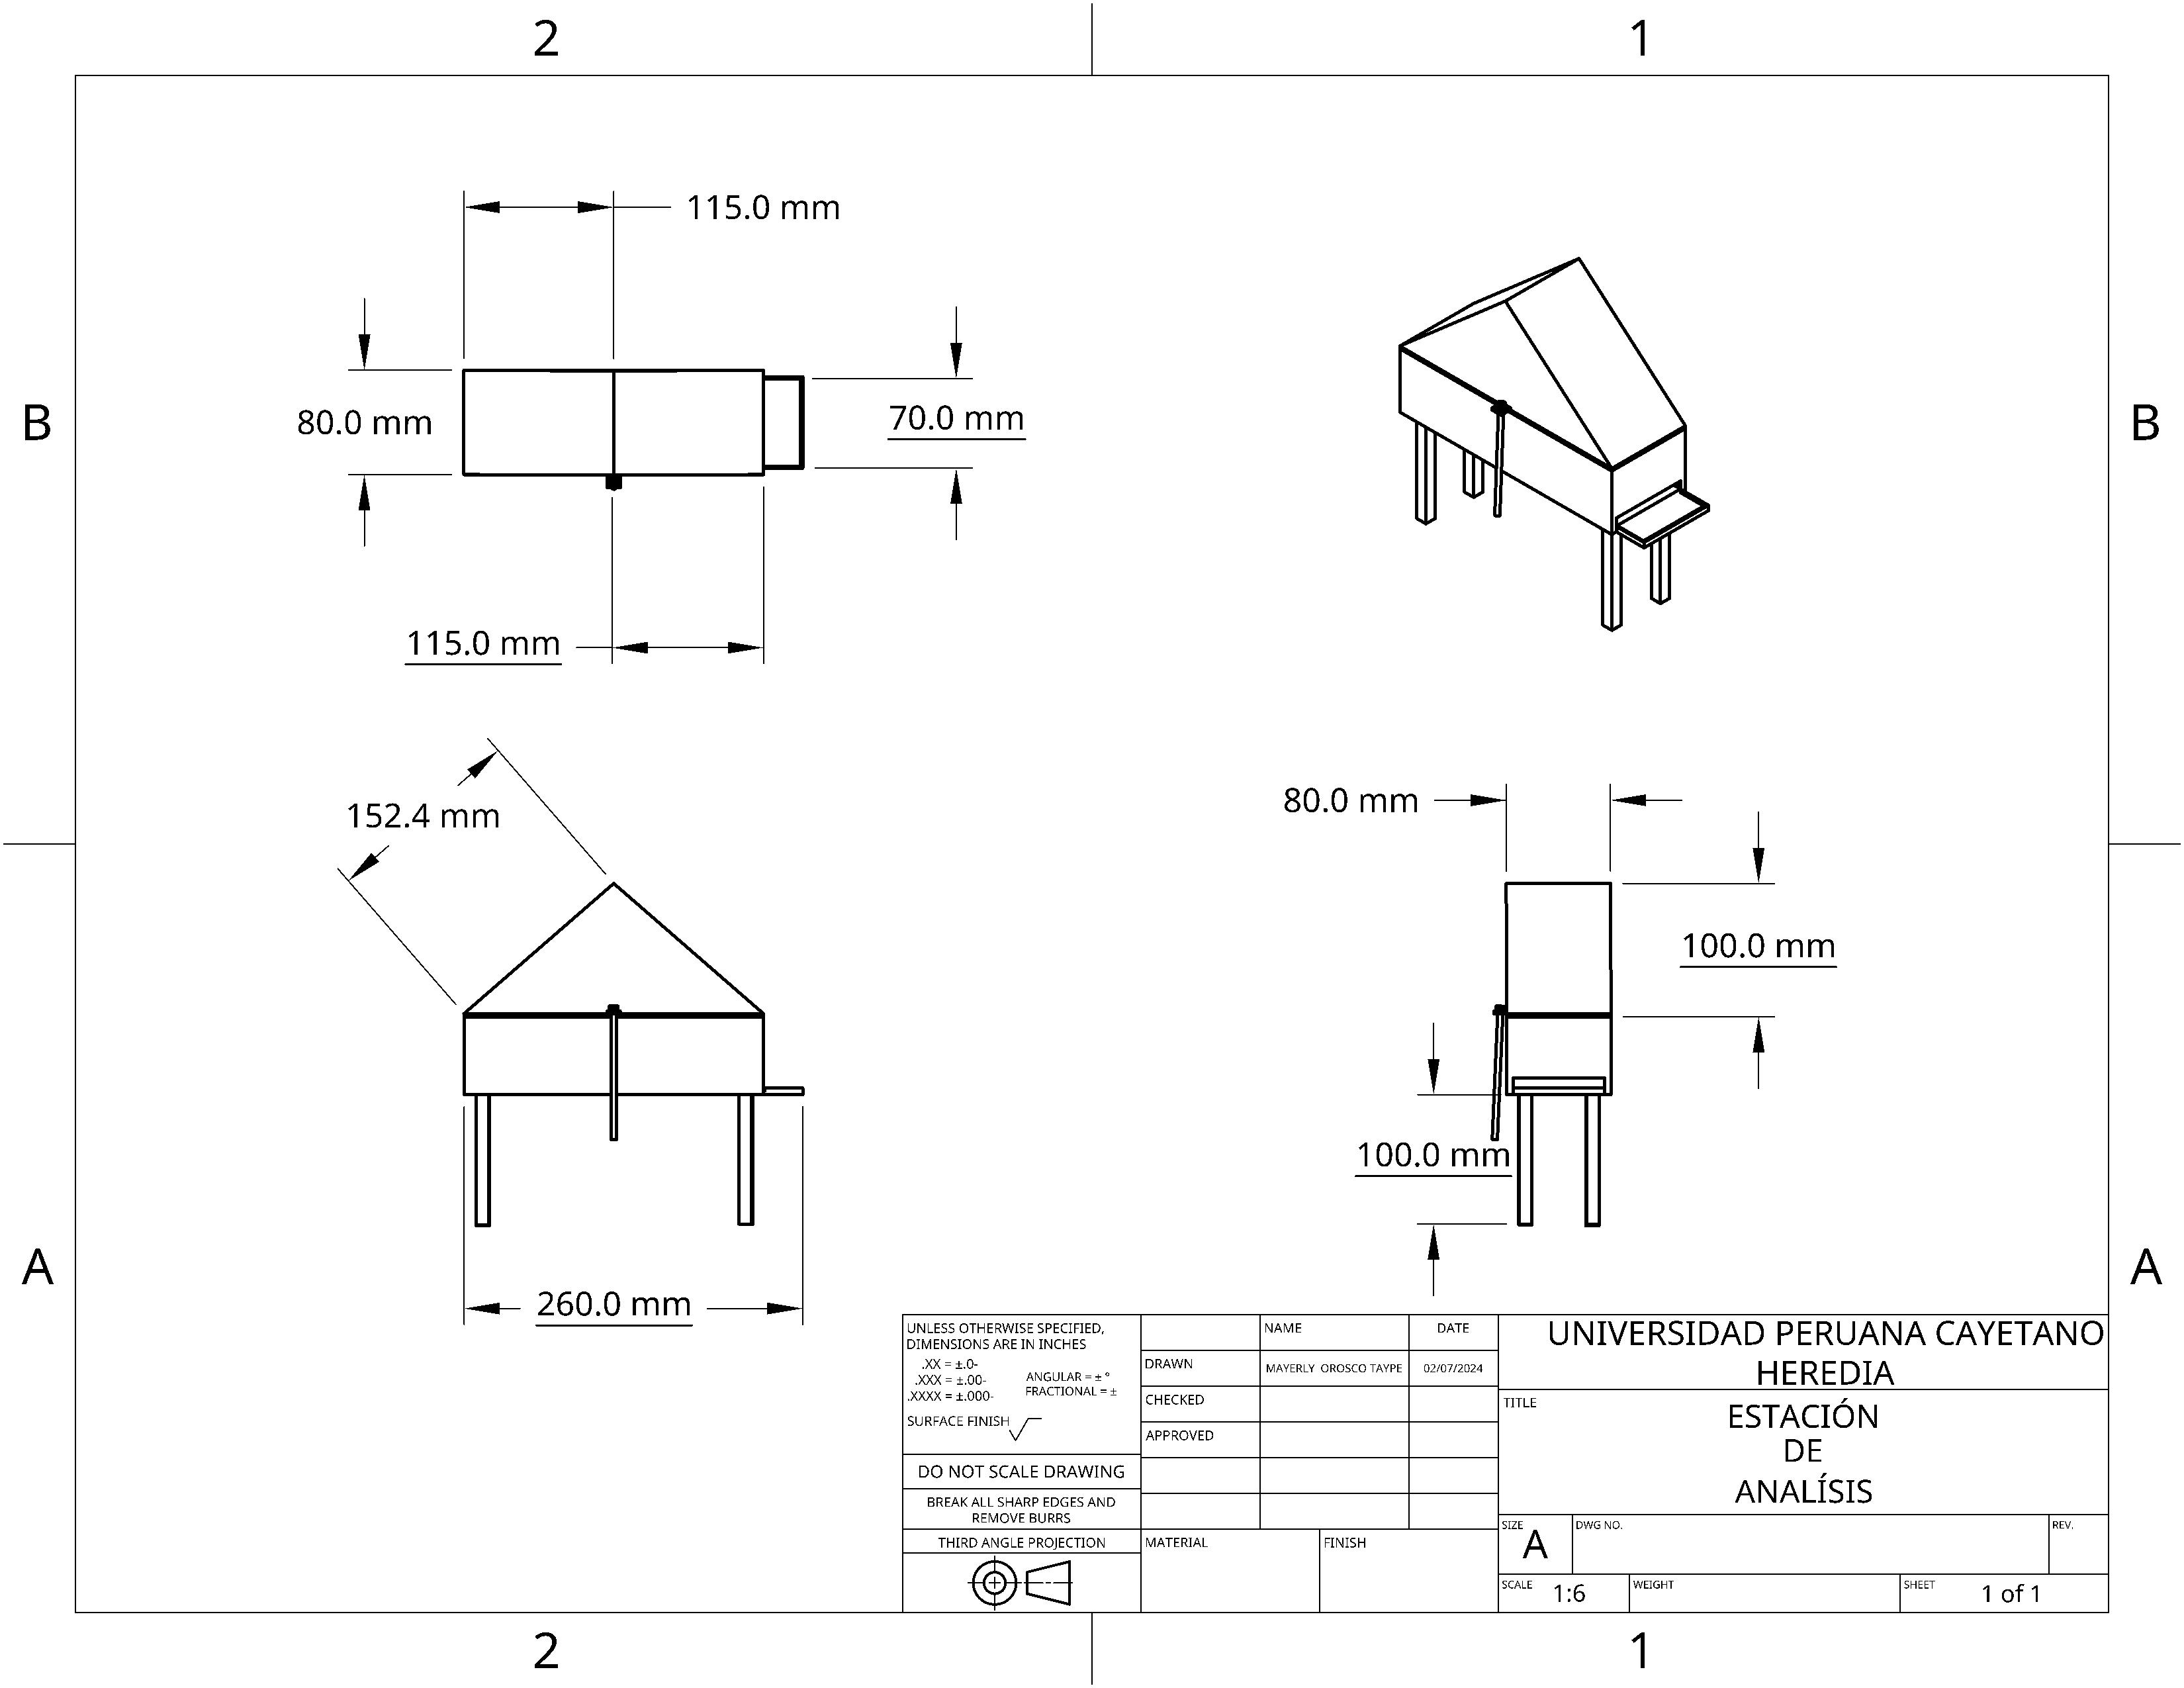 2
1
115.0 mm
80.0 mm
70.0 mm
B
B
115.0 mm
152.4 mm
80.0 mm
100.0 mm
100.0 mm
A
A
260.0 mm
UNLESS OTHERWISE SPECIFIED,
DIMENSIONS ARE IN INCHES
.XX = ±.0-
.XXX = ±.00-
.XXXX = ±.000-
ANGULAR = ± °
FRACTIONAL = ±
SURFACE FINISH
DO NOT SCALE DRAWING
BREAK ALL SHARP EDGES AND
REMOVE BURRS
THIRD ANGLE PROJECTION
NAME DATE
DRAWN MAYERLY OROSCO TAYPE 02/07/2024
CHECKED
APPROVED
MATERIAL FINISH
UNIVERSIDAD PERUANA CAYETANO
HEREDIA
TITLE
ESTACIÓN
DE
ANALÍSIS
SIZE A DWG NO. REV.
SCALE 1:6 WEIGHT SHEET 1 of 1
2
1